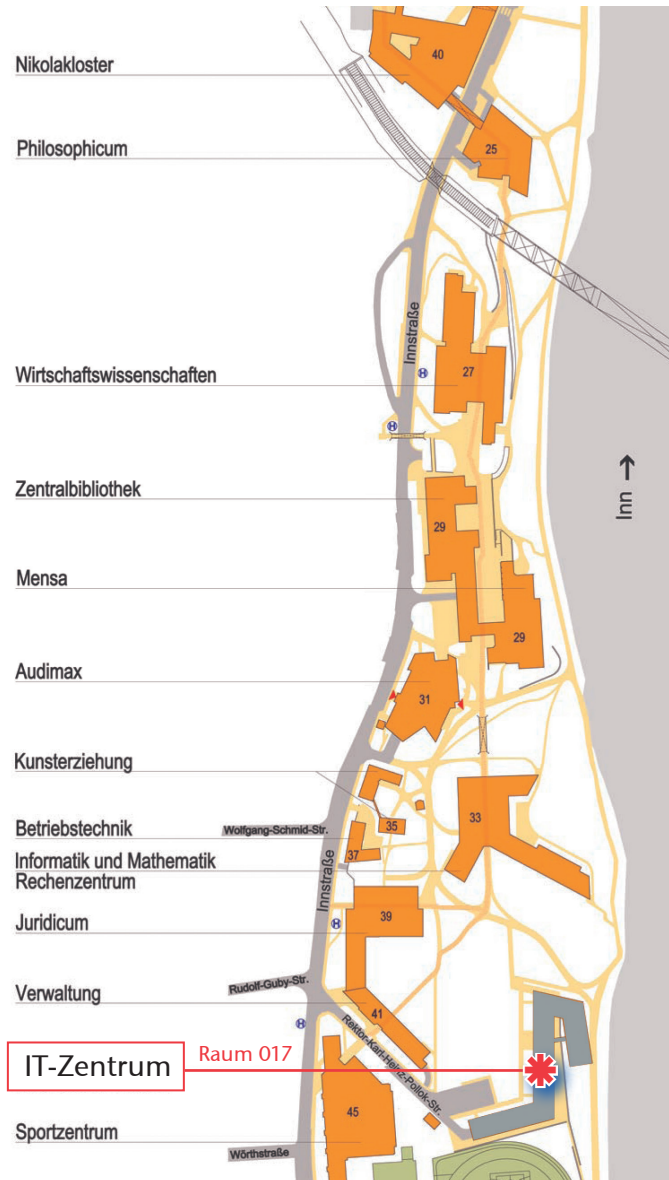 40
Nikolakloster
25
Philosophicum
Innstraße
Wirtschaftswissenschaften
27
H
H
Inn →
Zentralbibliothek
29
Mensa
29
Audimax
31
Kunsterziehung
33
35
Betriebstechnik
Wolfgang-Schmid-Str.
37
Informatik und Mathematik
Rechenzentrum
Innstraße
39
Juridicum
H
Rudolf-Guby-Str.
Verwaltung
41
H
Rektor-Karl-Heinz-Pollok-Str.
IT-Zentrum
Raum 017
45
Sportzentrum
Wörthstraße